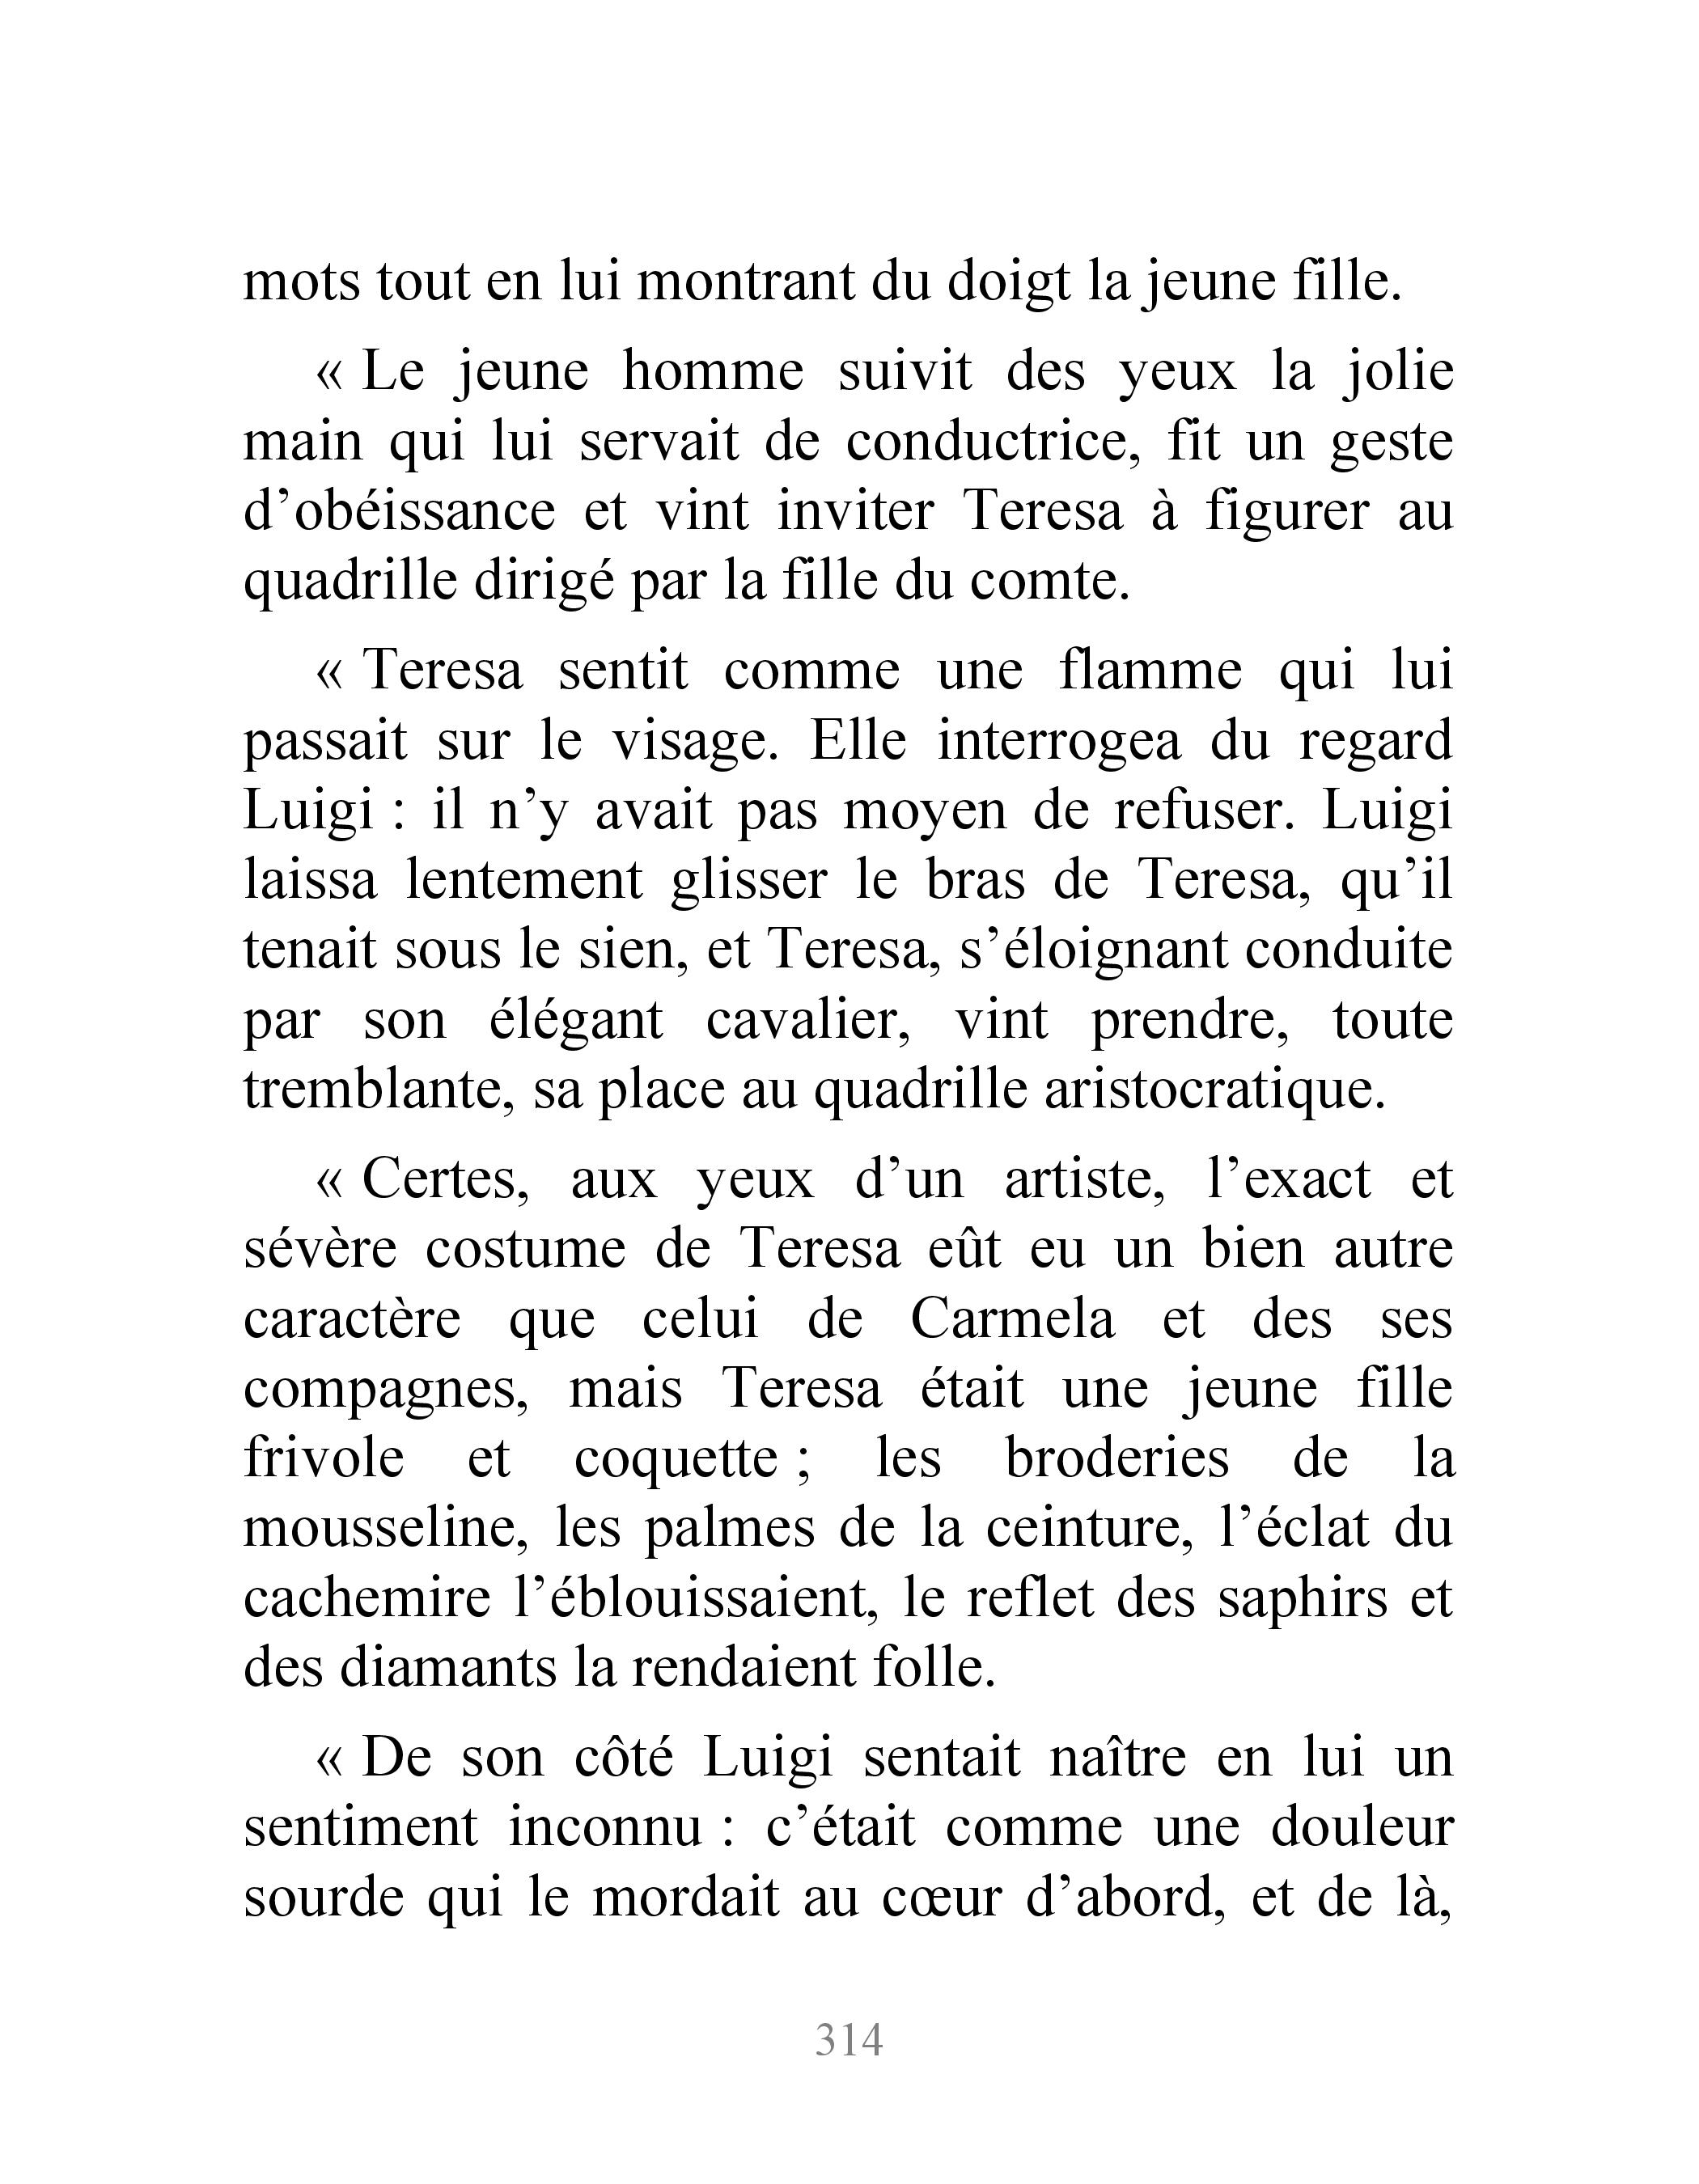 mots tout en lui montrant du doigt la jeune fille.
« Le jeune homme suivit des yeux la jolie
main qui lui servait de conductrice, fit un geste
d’obéissance et vint inviter Teresa à figurer au
quadrille dirigé par la fille du comte.
« Teresa sentit comme une flamme qui lui
passait sur le visage. Elle interrogea du regard
Luigi : il n’y avait pas moyen de refuser. Luigi
laissa lentement glisser le bras de Teresa, qu’il
tenait sous le sien, et Teresa, s’éloignant conduite
par son élégant cavalier, vint prendre, toute
tremblante, sa place au quadrille aristocratique.
« Certes, aux yeux d’un artiste, l’exact et
sévère costume de Teresa eût eu un bien autre
caractère que celui de Carmela et des ses
compagnes, mais Teresa était une jeune fille
frivole et coquette ; les broderies de la
mousseline, les palmes de la ceinture, l’éclat du
cachemire l’éblouissaient, le reflet des saphirs et
des diamants la rendaient folle.
« De son côté Luigi sentait naître en lui un
sentiment inconnu : c’était comme une douleur
sourde qui le mordait au cœur d’abord, et de là,
314